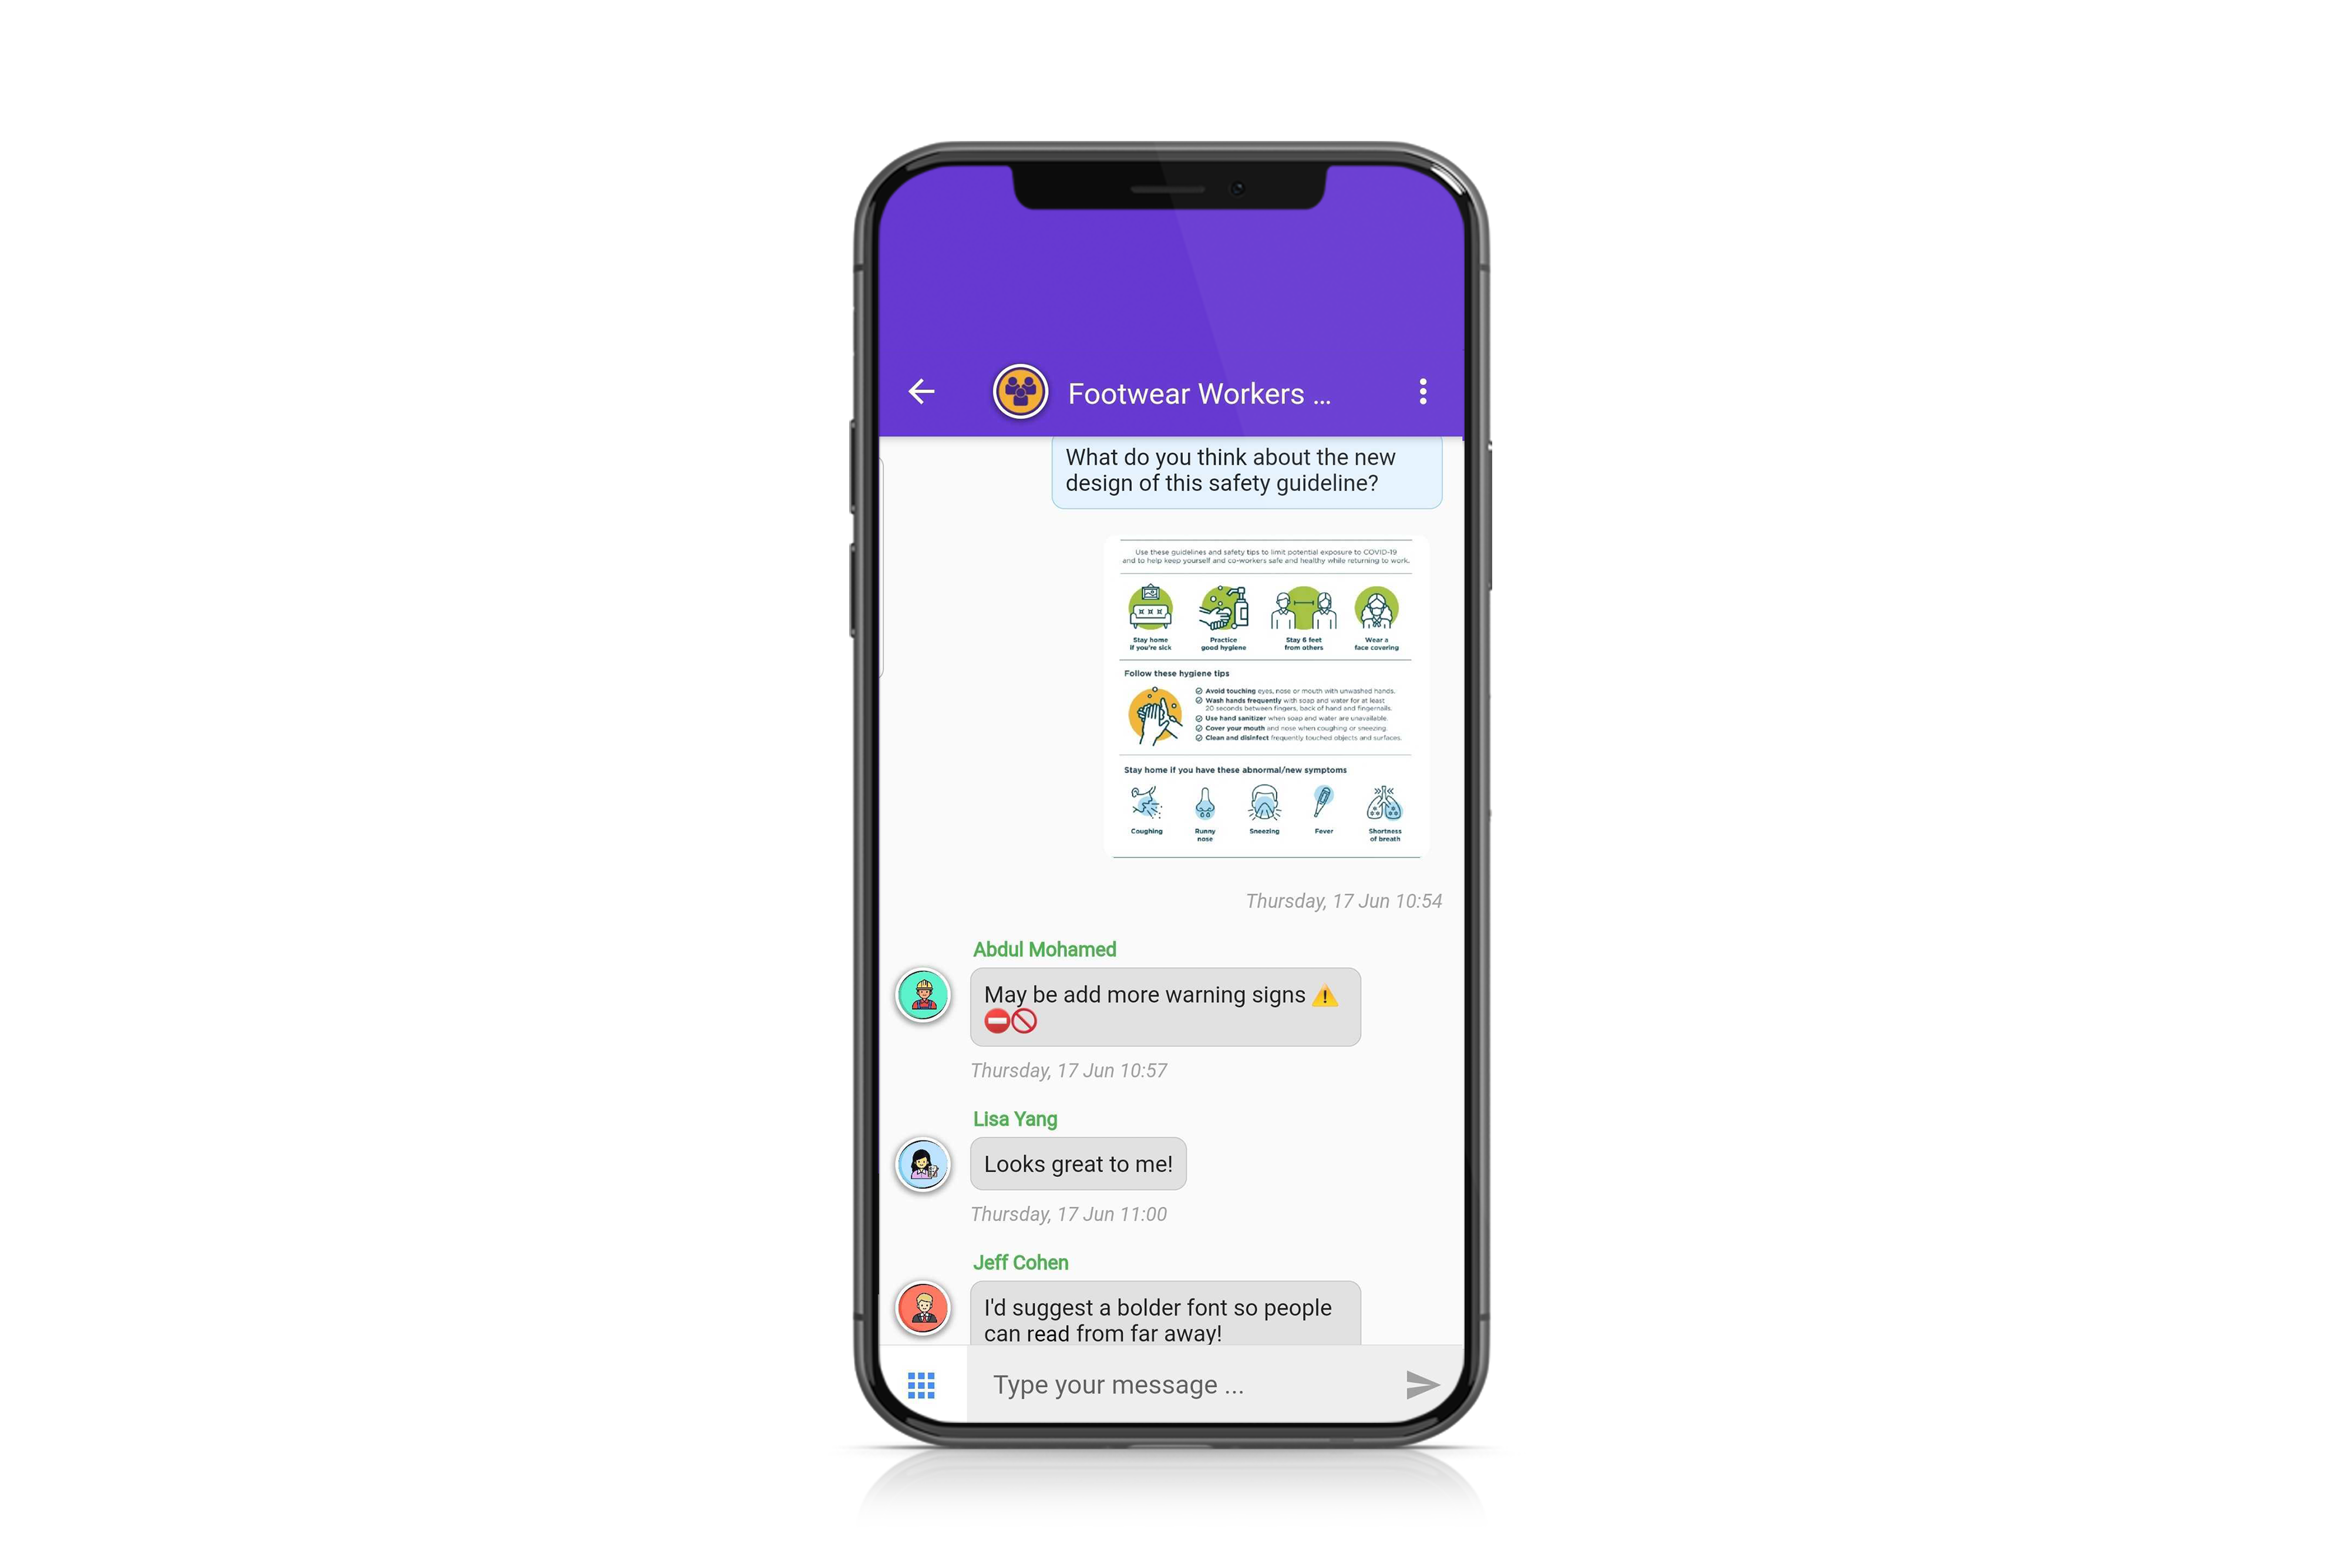 Footwear Workers ...
What do you think about the new
design of this safety guideline?
Use these guidelines and safety tips to limit potential exposure to COVID-19
and to help keep yourself and co-workers safe and healthy while returning to work.
Stay home
if you're sick
Practice
good hygiene
Stay 6 feet
from others
Wear a
face covering
Follow these hygiene tips
Avoid touching eyes, nose or mouth with unwashed hands.
Wash hands frequently with soap and water for at least
20 seconds between fingers, back of hand and fingernails.
Use hand sanitizer when soap and water are unavailable.
Cover your mouth and nose when coughing or sneezing.
Clean and disinfect frequently touched objects and surfaces.
Stay home if you have these abnormal/new symptoms
Coughing
Runny
nose
Sneezing
Fever
Shortness
of breath
Thursday, 17 Jun 10:54
Abdul Mohamed
May be add more warning signs ⚠️
⛔🚫
Thursday, 17 Jun 10:57
Lisa Yang
Looks great to me!
Thursday, 17 Jun 11:00
Jeff Cohen
I'd suggest a bolder font so people
can read from far away!
Type your message ...